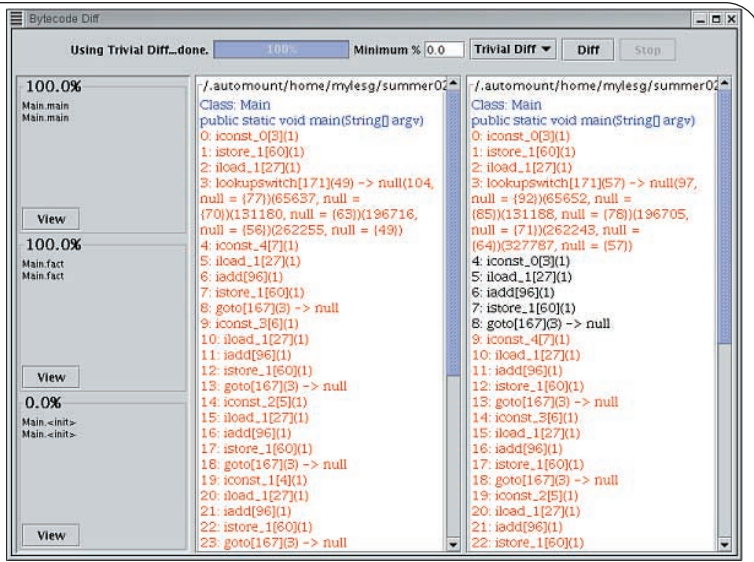 Bytecode Diff
Using Trivial Diff...done. 100% Minimum % 0.0 Trivial Diff Diff Stop
100.0%
Main.main
Main.main
View
100.0%
Main.fact
Main.fact
View
0.0%
Main.<init>
Main.<init>
View
/.automount/home/mylesg/summer02
Class: Main
public static void main(String[] argv)
0: iconst_0[3](1)
1: istore_1[60](1)
2: iload_1[27](1)
3: lookupswitch[171](49) -> null(104,
null = {77})(65637, null =
{70})(131180, null = {63})(196716,
null = {56})(262255, null = {49})
4: iconst_4[7](1)
5: iload_1[27](1)
6: iadd[96](1)
7: istore_1[60](1)
8: goto[167](3) -> null
9: iconst_3[6](1)
10: iload_1[27](1)
11: iadd[96](1)
12: istore_1[60](1)
13: goto[167](3) -> null
14: iconst_2[5](1)
15: iload_1[27](1)
16: iadd[96](1)
17: istore_1[60](1)
18: goto[167](3) -> null
19: iconst_1[4](1)
20: iload_1[27](1)
21: iadd[96](1)
22: istore_1[60](1)
23: goto[167](3) -> null
/.automount/home/mylesg/summer02
Class: Main
public static void main(String[] argv)
0: iconst_0[3](1)
1: istore_1[60](1)
2: iload_1[27](1)
3: lookupswitch[171](57) -> null(97,
null = {92})(65652, null =
{85})(131188, null = {78})(196705,
null = {71})(262243, null =
{64})(327787, null = {57})
4: iconst_0[3](1)
5: iload_1[27](1)
6: iadd[96](1)
7: istore_1[60](1)
8: goto[167](3) -> null
9: iconst_4[7](1)
10: iload_1[27](1)
11: iadd[96](1)
12: istore_1[60](1)
13: goto[167](3) -> null
14: iconst_3[6](1)
15: iload_1[27](1)
16: iadd[96](1)
17: istore_1[60](1)
18: goto[167](3) -> null
19: iconst_2[5](1)
20: iload_1[27](1)
21: iadd[96](1)
22: istore_1[60](1)